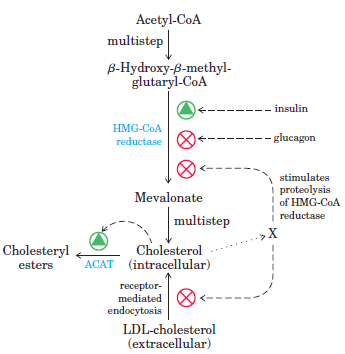 Acetyl-CoA
multistep
β-Hydroxy-β-methyl-
glutaryl-CoA
insulin
HMG-CoA
reductase
glucagon
stimulates
proteolysis
of HMG-CoA
reductase
Mevalonate
multistep
X
Cholesteryl
esters
ACAT
Cholesterol
(intracellular)
receptor-
mediated
endocytosis
LDL-cholesterol
(extracellular)